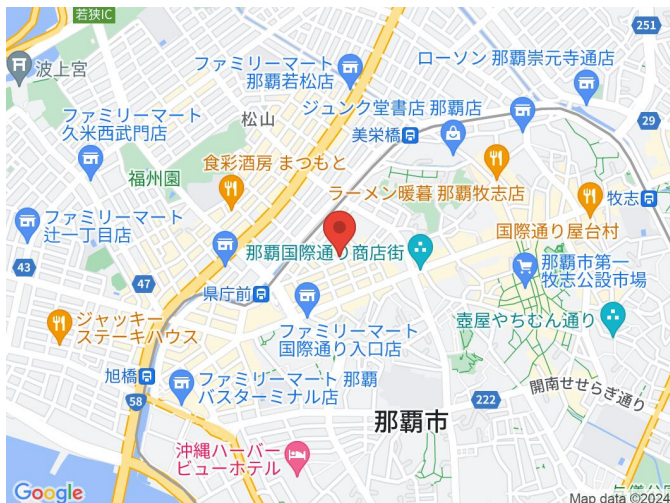 若狭IC
251
波上宮
ファミリーマート
那覇若松店
ローソン 那覇崇元寺通店
松山
ジュンク堂書店 那覇店
ファミリーマート
久米西武門店
美栄橋
29
食彩酒房 まつもと
福州園
ラーメン暖暮 那覇牧志店
牧志
ファミリーマート
辻一丁目店
国際通り屋台村
那覇国際通り商店街
43
47
那覇市第一
牧志公設市場
県庁前
ジャッキー
ステーキハウス
ファミリーマート
国際通り入口店
壺屋やちむん通り
旭橋
58
ファミリーマート 那覇
バスターミナル店
222
開南せせらぎ通り
那覇市
沖縄ハーバー
ビューホテル
Google
Map data ©2024